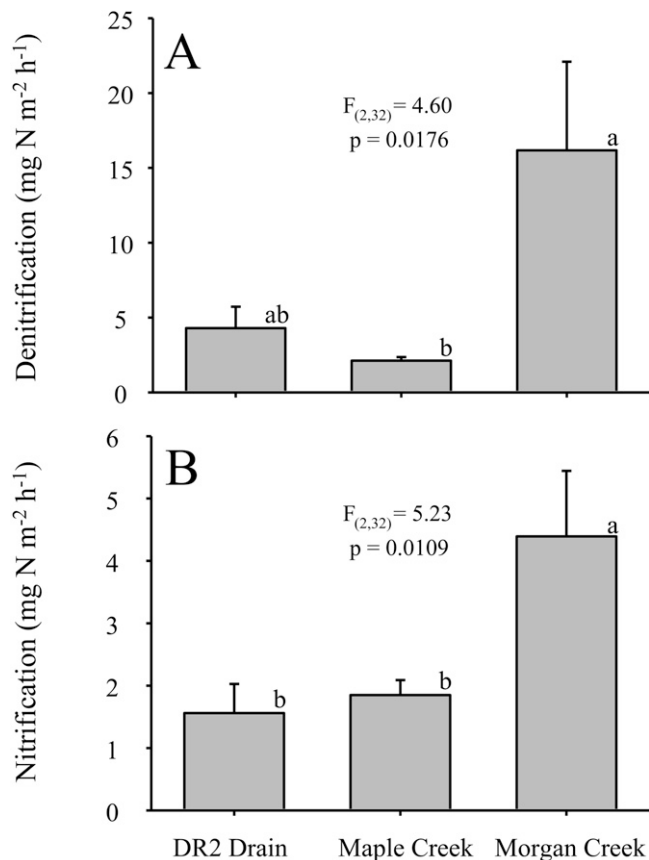 A
Denitrification (mg N m⁻² h⁻¹)
25
20
15
10
5
0
F₍₂,₃₂₎ = 4.60
p = 0.0176
ab
b
a
B
Nitrification (mg N m⁻² h⁻¹)
6
5
4
3
2
1
0
F₍₂,₃₂₎ = 5.23
p = 0.0109
b
b
a
DR2 Drain Maple Creek Morgan Creek